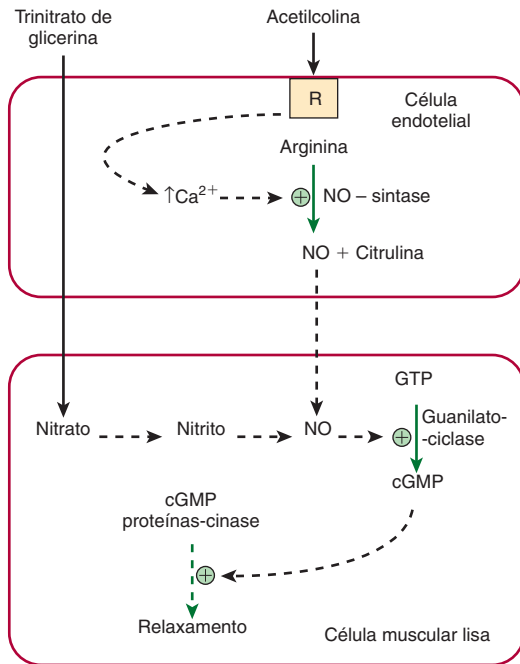 Trinitrato de
glicerina
Acetilcolina
R
Célula
endotelial
Arginina
↑Ca²⁺
+
NO – sintase
NO + Citrulina
GTP
Nitrato
Nitrito
NO
+
Guanilato-
-ciclase
cGMP
cGMP
proteínas-cinase
+
Relaxamento
Célula muscular lisa